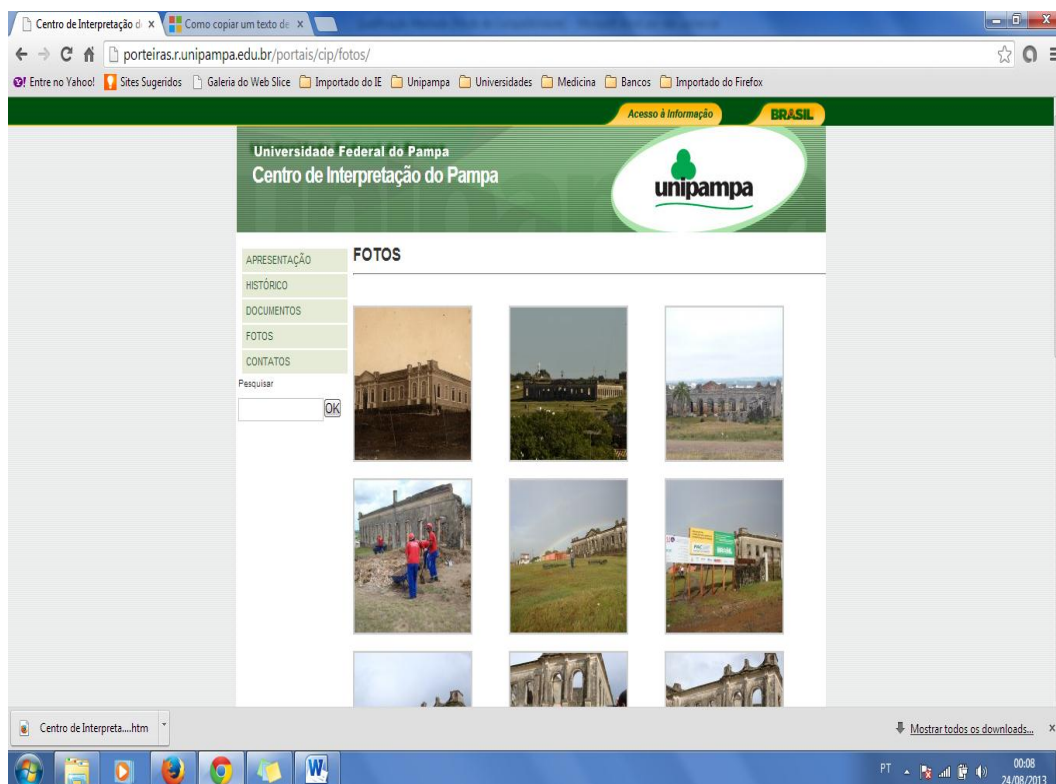 Centro de Interpretação d
Como copiar um texto de
porteiras.r.unipampa.edu.br/portais/cip/fotos/
Entre no Yahoo!
Sites Sugeridos
Galeria do Web Slice
Importado do IE
Unipampa
Universidades
Medicina
Bancos
Importado do Firefox
Acesso à Informação
BRASIL
Universidade Federal do Pampa
Centro de Interpretação do Pampa
unipampa
APRESENTAÇÃO
HISTÓRICO
DOCUMENTOS
FOTOS
CONTATOS
Pesquisar
OK
FOTOS
Centro de Interpreta....htm
Mostrar todos os downloads...
PT
00:08
24/08/2013